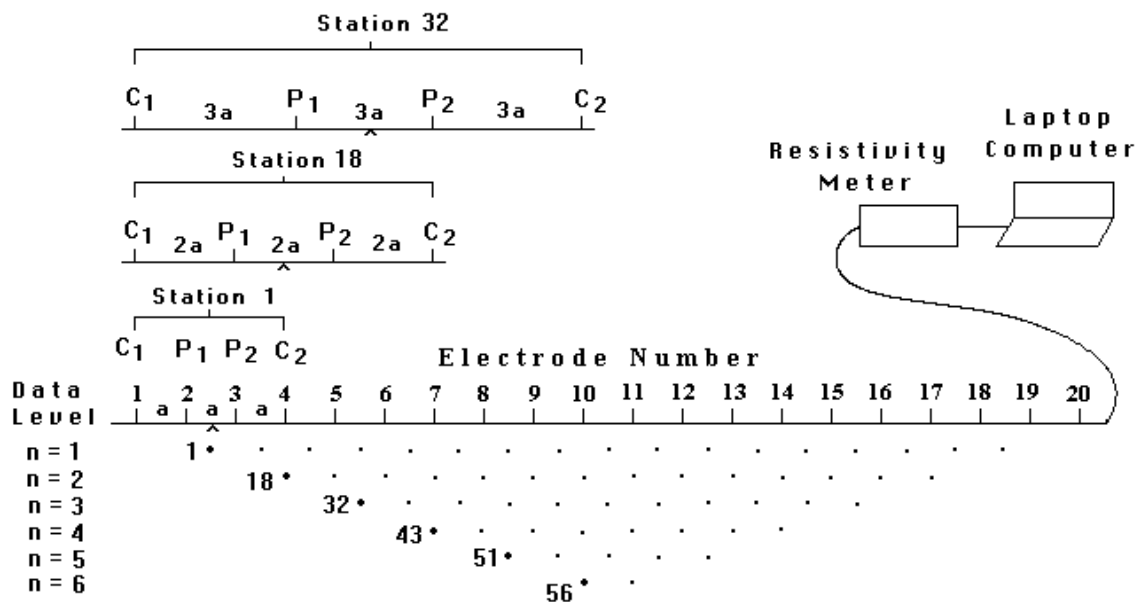 Station 32
C1 3a P1 3a P2 3a C2
Laptop
Computer
Resistivity
Meter
Station 18
C1 2a P1 2a P2 2a C2
Station 1
C1 P1 P2 C2
Electrode Number
Data
Level
1 2 3 4 5 6 7 8 9 10 11 12 13 14 15 16 17 18 19 20
a a a
n = 1 1
n = 2 18
n = 3 32
n = 4 43
n = 5 51
n = 6 56